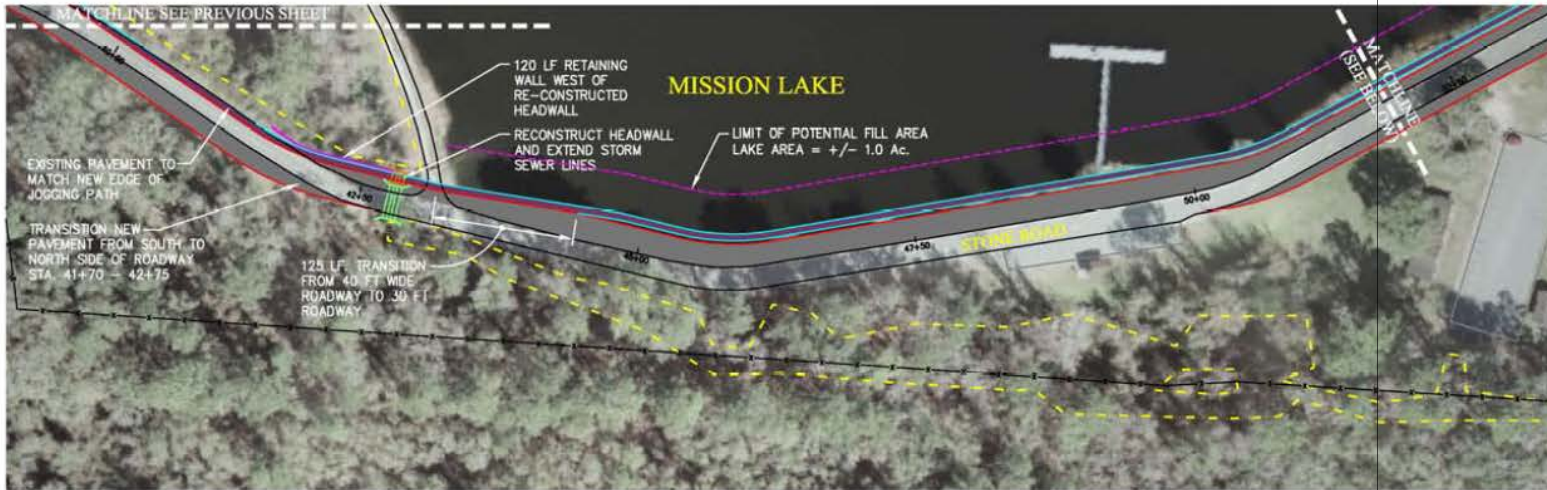 MATCHLINE SEE PREVIOUS SHEET
120 LF RETAINING
WALL WEST OF
RE-CONSTRUCTED
HEADWALL
MISSION LAKE
RECONSTRUCT HEADWALL
AND EXTEND STORM
SEWER LINES
LIMIT OF POTENTIAL FILL AREA
LAKE AREA = +/- 1.0 Ac.
MATCHLINE
(SEE BELOW)
EXISTING PAVEMENT TO
MATCH NEW EDGE OF
JOGGING PATH
42+50
50+00
TRANSISTION NEW
PAVEMENT FROM SOUTH TO
NORTH SIDE OF ROADWAY
STA. 41+70 - 42+75
47+50
STONE ROAD
125 LF. TRANSITION
FROM 40 FT WIDE
ROADWAY TO 30 FT
ROADWAY